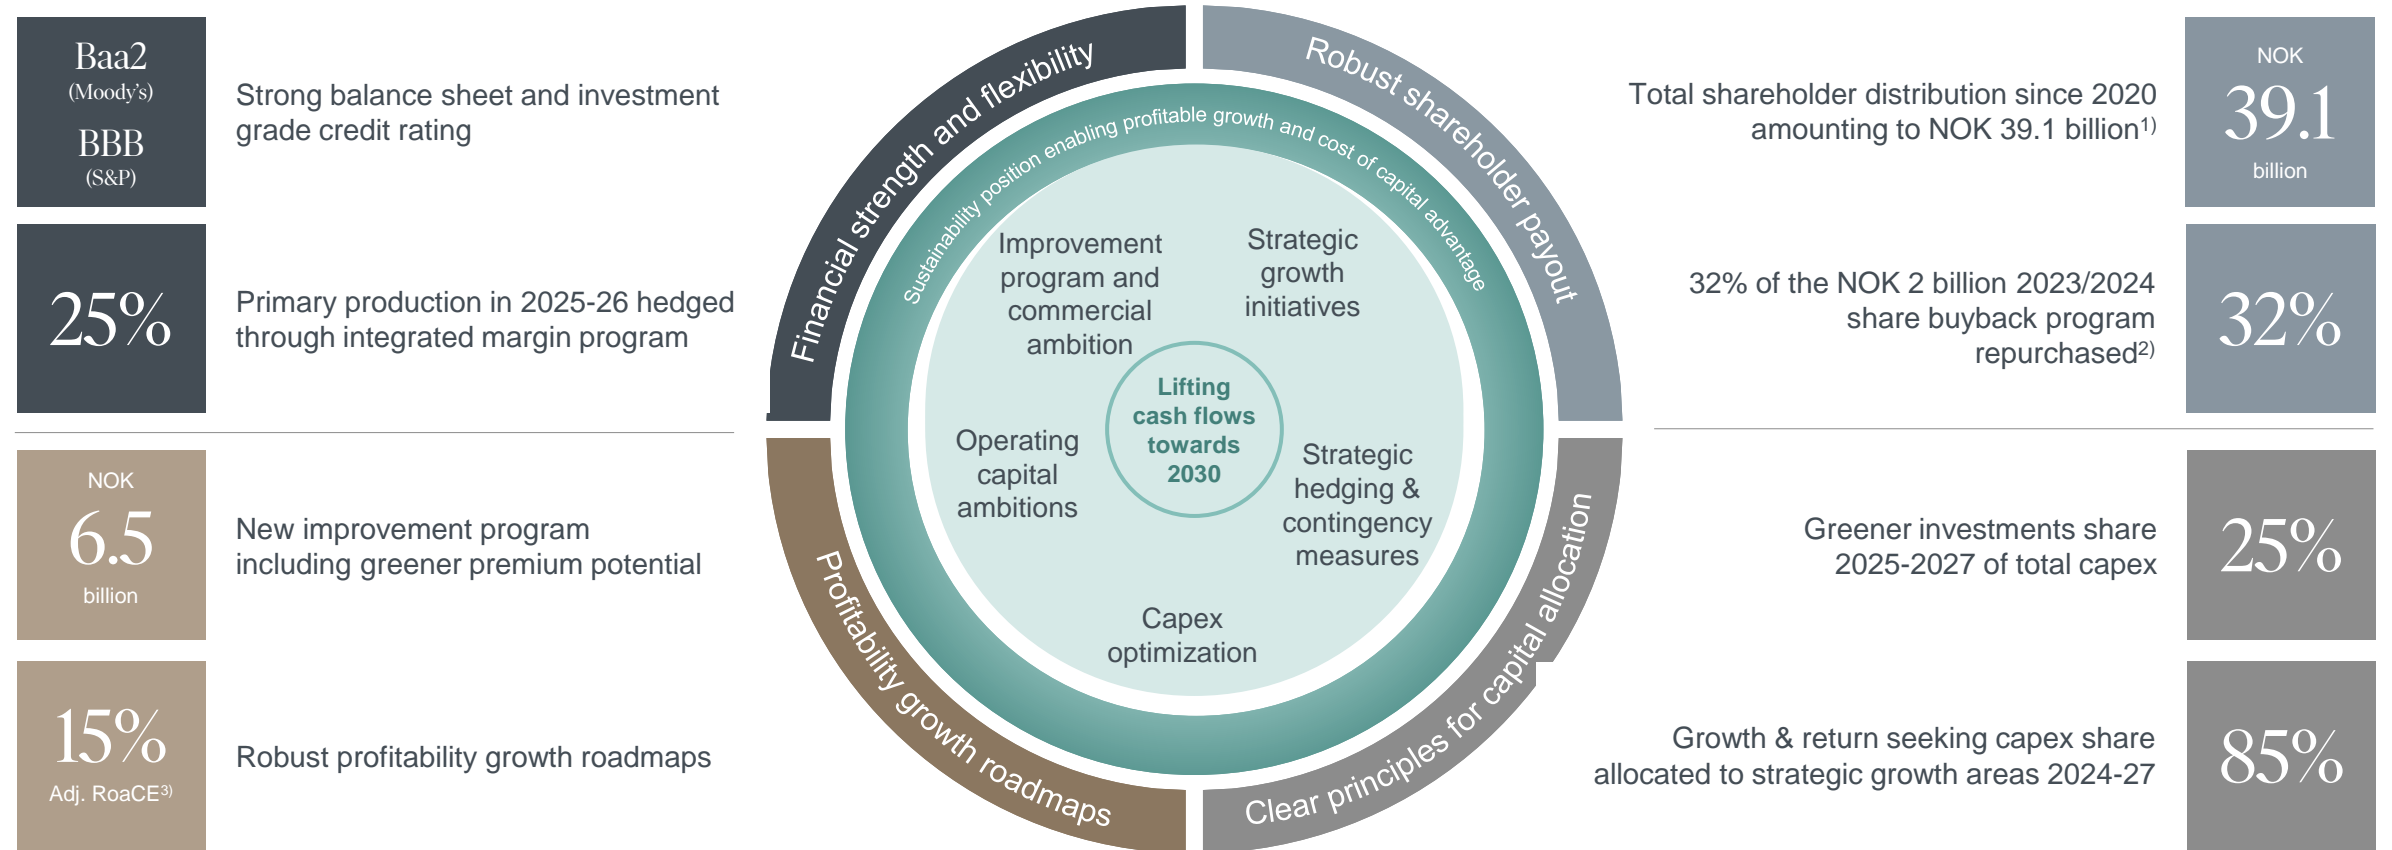 Baa2
(Moody's)
BBB
(S&P)
Strong balance sheet and investment
grade credit rating
25%
Primary production in 2025-26 hedged
through integrated margin program
NOK
6.5
billion
New improvement program
including greener premium potential
15%
Adj. RoaCE3)
Robust profitability growth roadmaps
Financial strength and flexibility
Robust shareholder payout
Sustainability position enabling profitable growth and cost of capital advantage
Improvement
program and
commercial
ambition
Strategic
growth
initiatives
Lifting
cash flows
towards
2030
Operating
capital
ambitions
Strategic
hedging &
contingency
measures
Capex
optimization
Profitability growth roadmaps
Clear principles for capital allocation
Total shareholder distribution since 2020
amounting to NOK 39.1 billion1)
NOK
39.1
billion
32% of the NOK 2 billion 2023/2024
share buyback program
repurchased2)
32%
Greener investments share
2025-2027 of total capex
25%
Growth & return seeking capex share
allocated to strategic growth areas 2024-27
85%